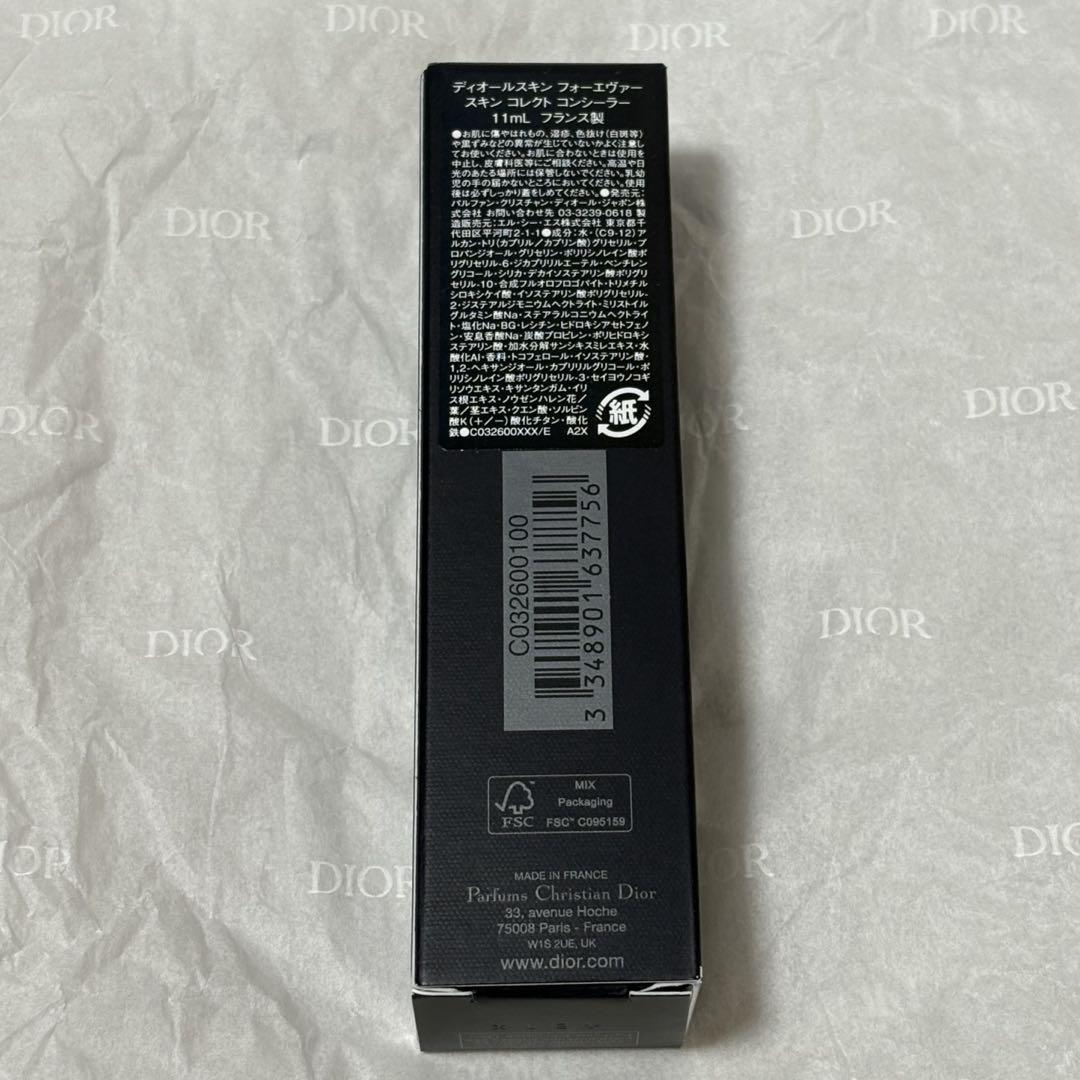 DIOR
DIOR
DIOR
DIOR
DIOR
DIOR
DIOR
DIOR
DIOR
DIOR
DIOR
ディオールスキン フォーエヴァー
スキン コレクト コンシーラー
11mL フランス製
●お肌に傷やはれもの、湿疹、色抜け(白斑等)
や黒ずみなどの異常が生じていないかよく注意し
てお使いください。お肌に合わないときは使用を
中止し、皮膚科医等にご相談ください。高温や日
光のあたる場所には保管しないでください。乳幼
児の手の届かないところにおいてください。使用
後は必ずしっかり蓋をしめてください。●発売元:
パルファン・クリスチャン・ディオール・ジャポン株
式会社 お問い合わせ先 03-3239-0618 製
造販売元:エル・シー・エス株式会社 東京都千
代田区平河町2-1-1●成分:水・(C9-12)ア
ルカン・トリ(カプリル/カプリン酸)グリセリル・プ
ロパンジオール・グリセリン・ポリリシノレイン酸ポ
リグリセリル-6・ジカプリリルエーテル・ペンチレン
グリコール・シリカ・デカイソステアリン酸ポリグリ
セリル-10・合成フルオロフロゴパイト・トリメチル
シロキシケイ酸・イソステアリン酸ポリグリセリル-
2・ジステアルジモニウムヘクトライト・ミリストイル
グルタミン酸Na・ステアラルコニウムヘクトライ
ト・塩化Na・BG・レシチン・ヒドロキシアセトフェノ
ン・安息香酸Na・炭酸プロピレン・ポリヒドロキシ
ステアリン酸・加水分解サンシキスミレエキス・水
酸化Al・香料・トコフェロール・イソステアリン酸・
1,2-ヘキサンジオール・カプリリルグリコール・ポ
リリシノレイン酸ポリグリセリル-3・セイヨウノコギ
リソウエキス・キサンタンガム・イリ
ス根エキス・ノウゼンハレン花/
葉/茎エキス・クエン酸・ソルビン
酸K(+/-)酸化チタン・酸化
鉄●C032600XXX/E A2X
紙
C032600100
3 348901 637756
FSC
MIX
Packaging
FSC™ C095159
MADE IN FRANCE
Parfums Christian Dior
33, avenue Hoche
75008 Paris - France
W1S 2UE, UK
www.dior.com